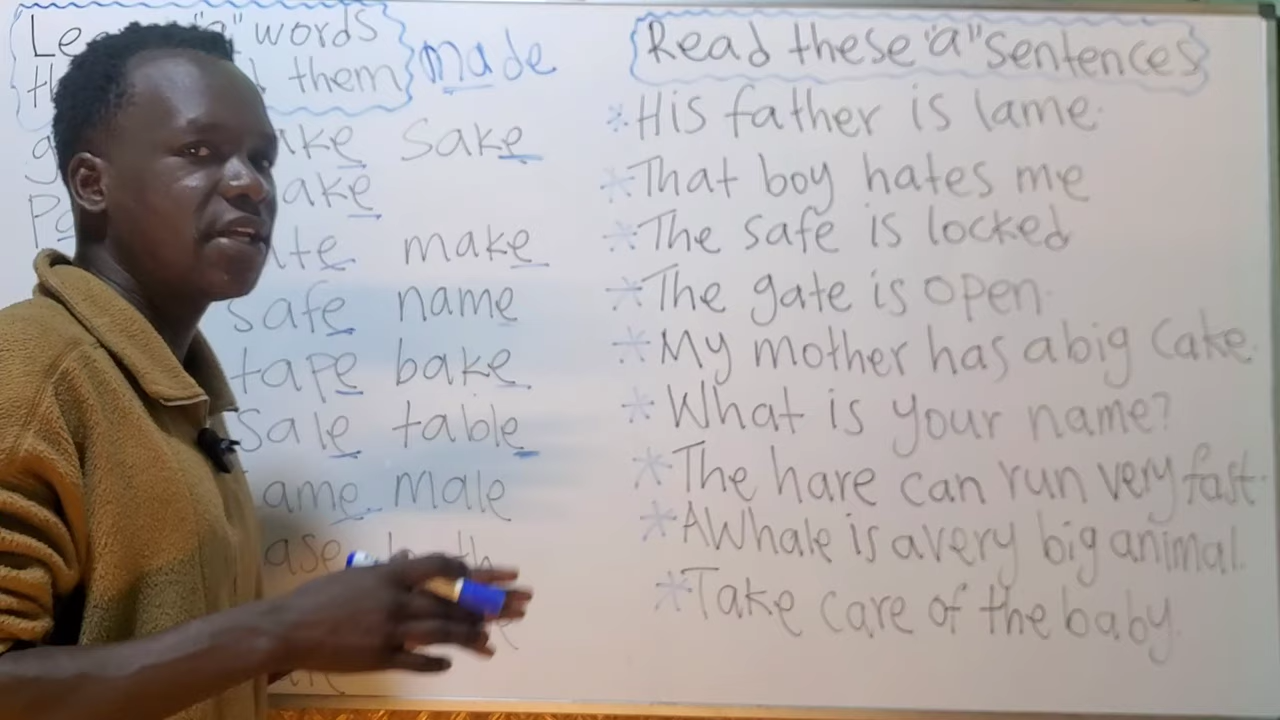 "a" words
them
made
Sake
make
safe name
tape bake
Sale table
male
Read these "a" Sentences
* His father is lame.
* That boy hates me
* The safe is locked
* The gate is open.
* My mother has a big Cake.
* What is your name?
* The hare can run very fast.
* A Whale is a very big animal.
* Take care of the baby.